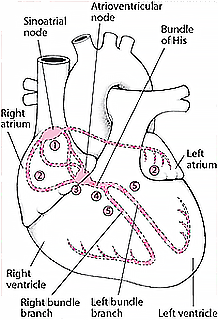 Atrioventricular
node
Sinoatrial
node
Bundle
of His
Right
atrium
1
2
3
4
5
5
2
Left
atrium
Right
ventricle
Right bundle
branch
Left bundle
branch
Left ventricle